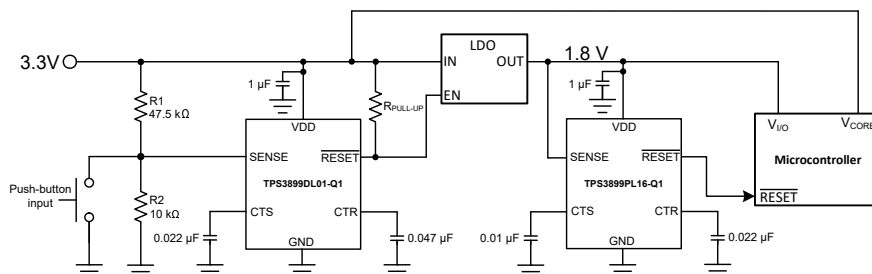 3.3V
R1
47.5 kΩ
Push-button
input
R2
10 kΩ
1 µF
VDD
SENSE
RESET
TPS3899DL01-Q1
CTS
CTR
GND
0.022 µF
0.047 µF
RPULL-UP
LDO
IN
OUT
EN
1.8 V
1 µF
VDD
SENSE
RESET
TPS3899PL16-Q1
CTS
CTR
GND
0.01 µF
0.022 µF
VI/O
VCORE
Microcontroller
RESET